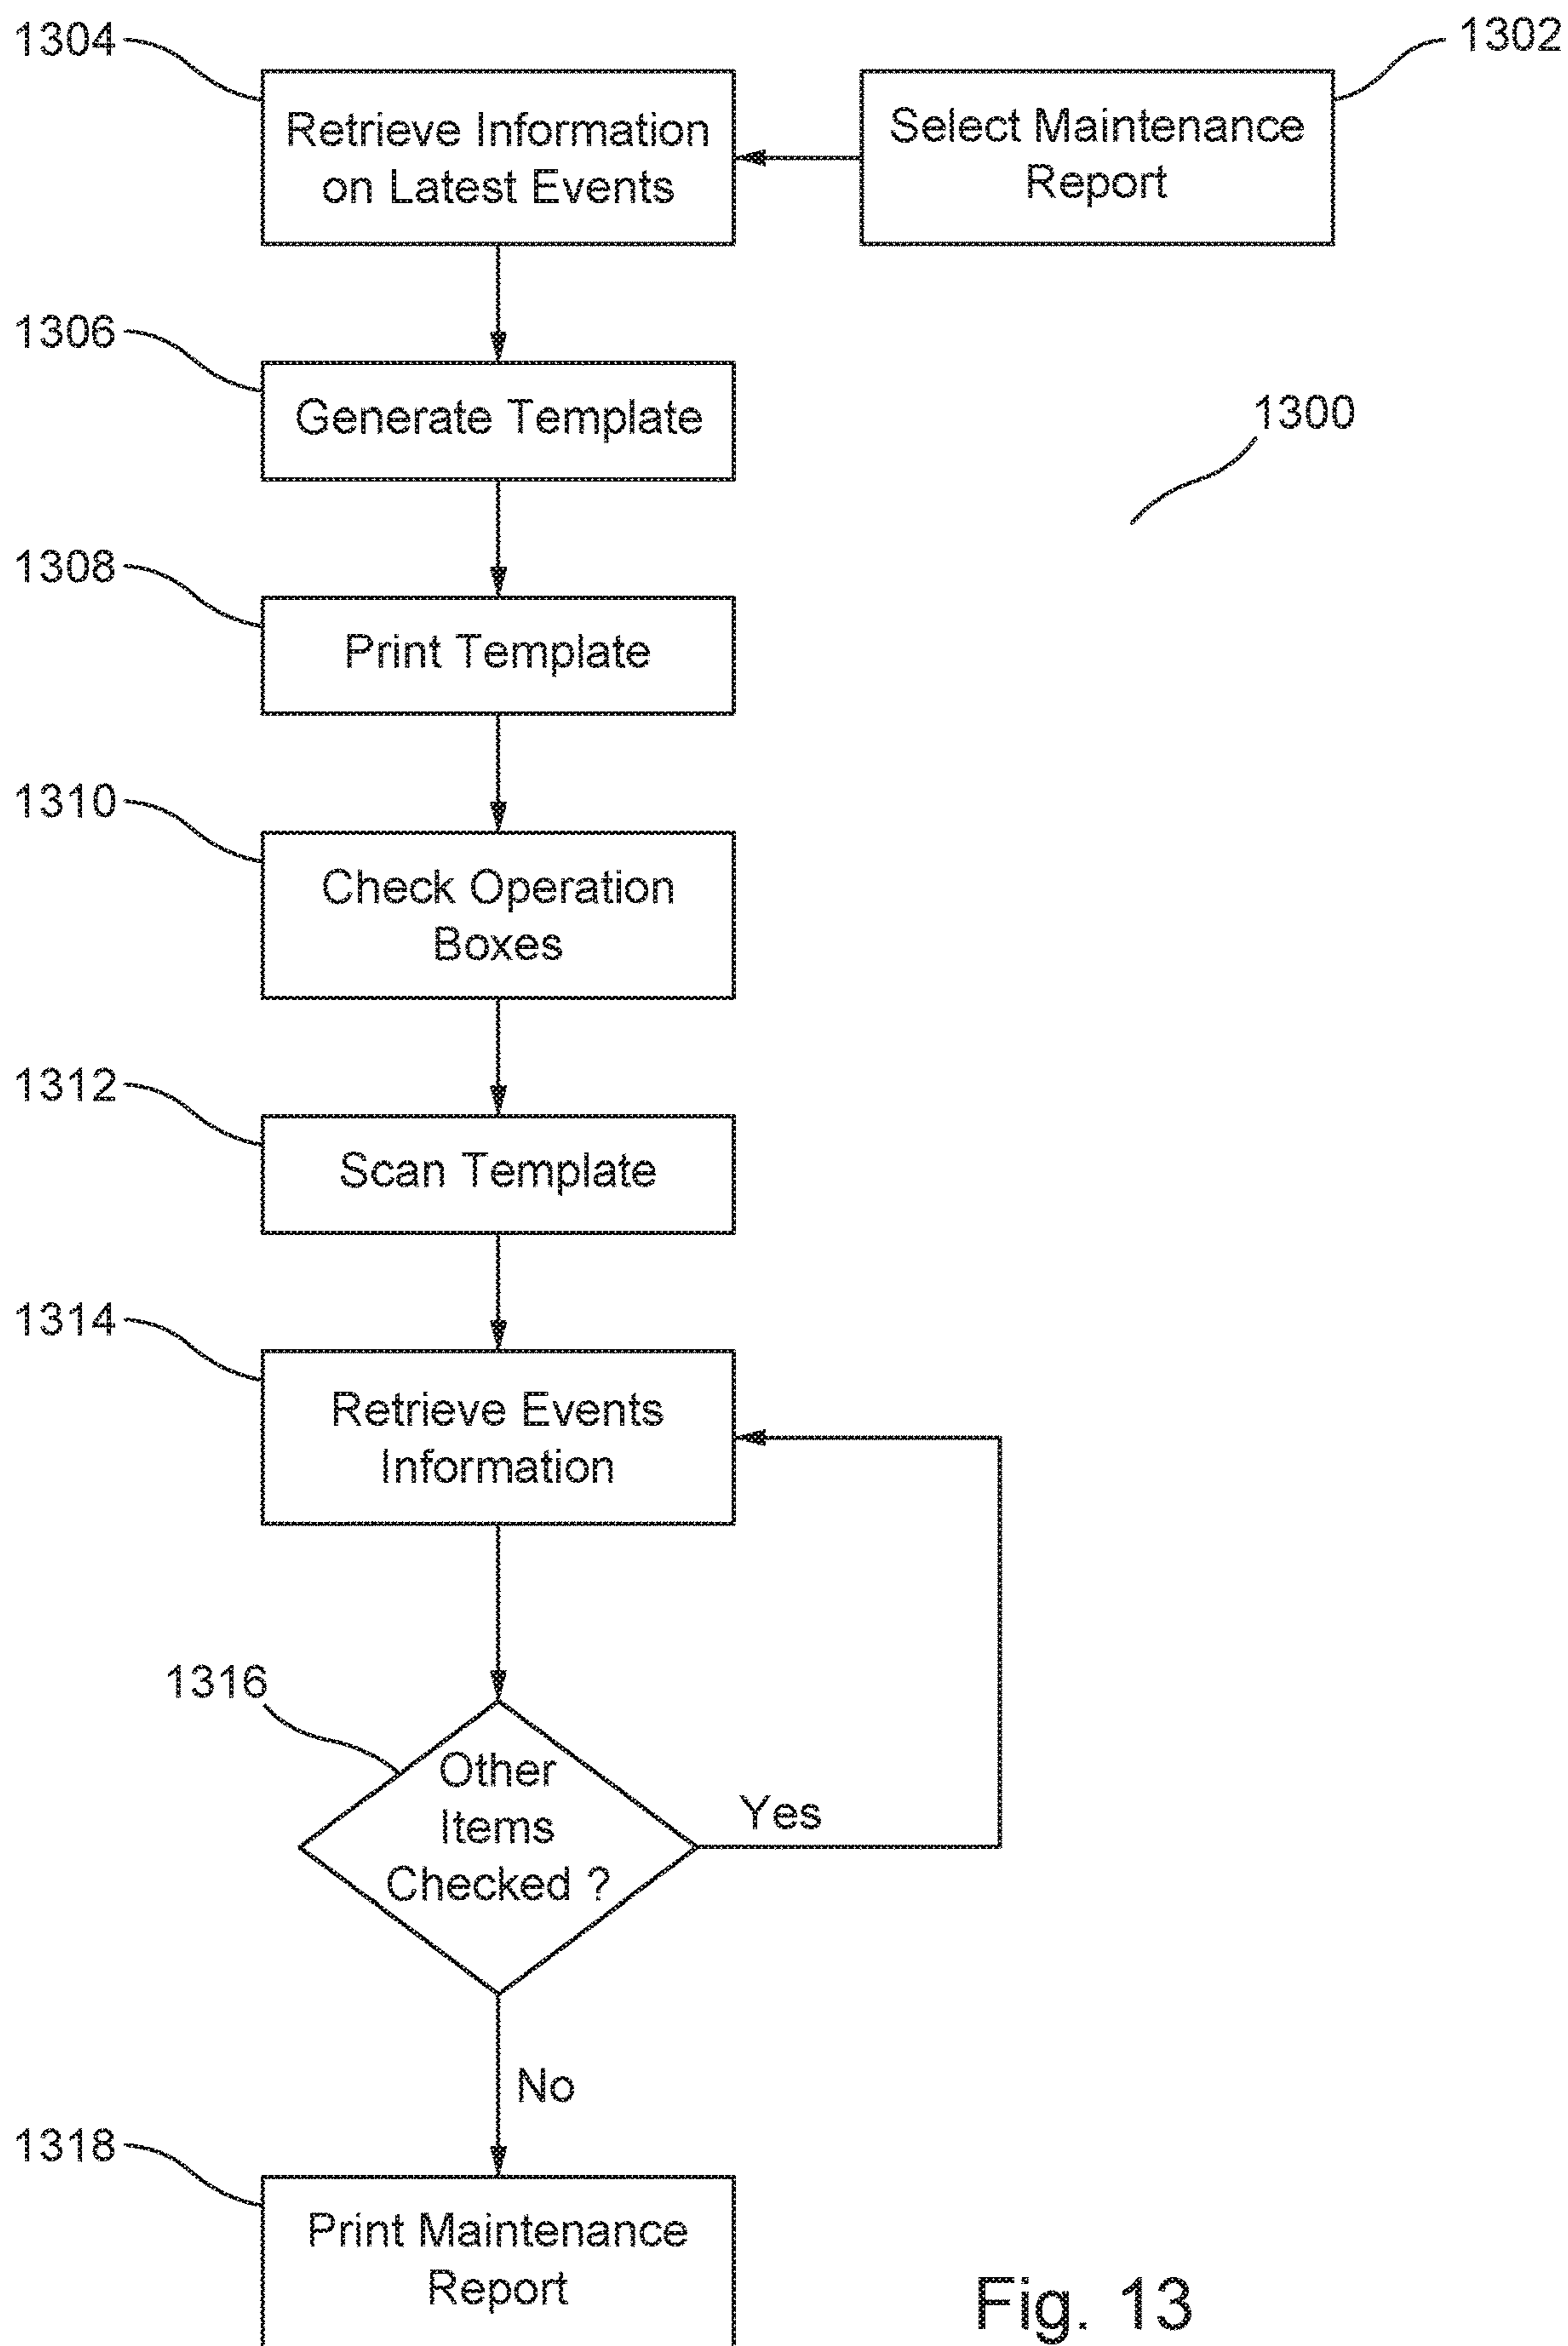 1304
1302
Retrieve Information
on Latest Events
Select Maintenance
Report
1306
Generate Template
1300
1308
Print Template
1310
Check Operation
Boxes
1312
Scan Template
1314
Retrieve Events
Information
1316
Other
Items
Checked ?
Yes
No
1318
Print Maintenance
Report
Fig. 13